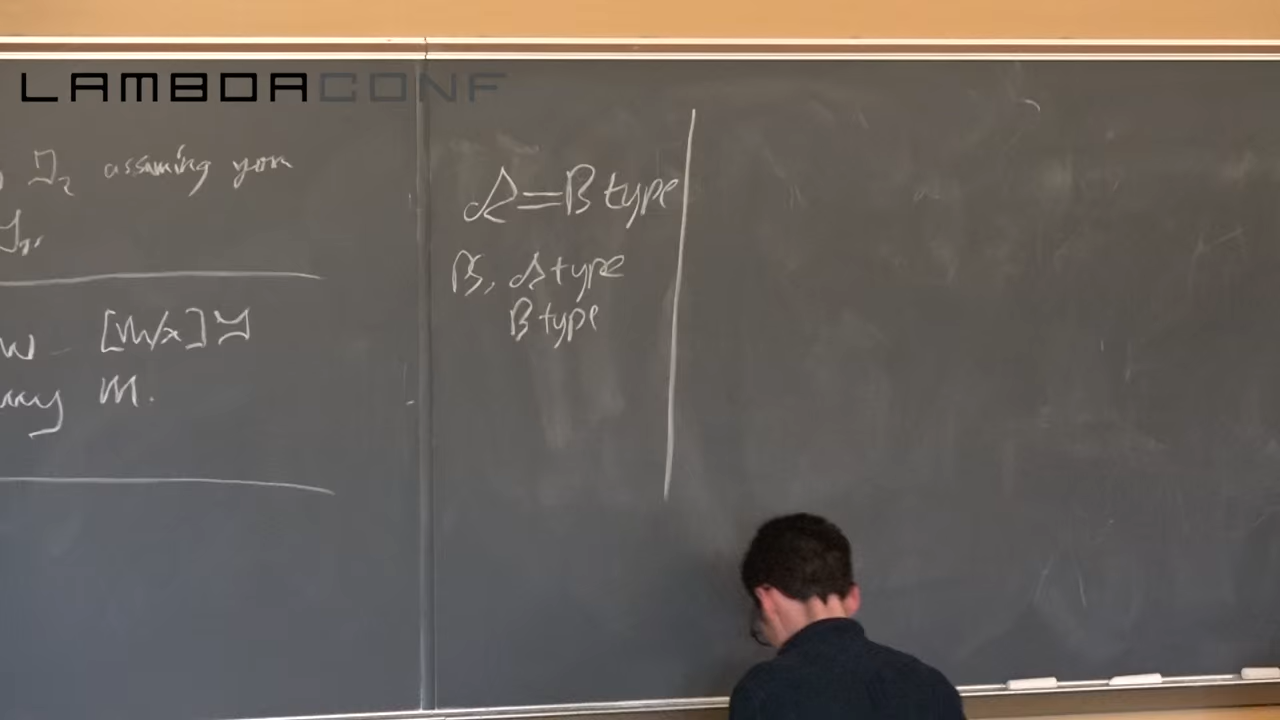 LAMBDACONF
J₂ assuming you
J₁,
[M/x]J
any M.
A=B type
B, A type
B type